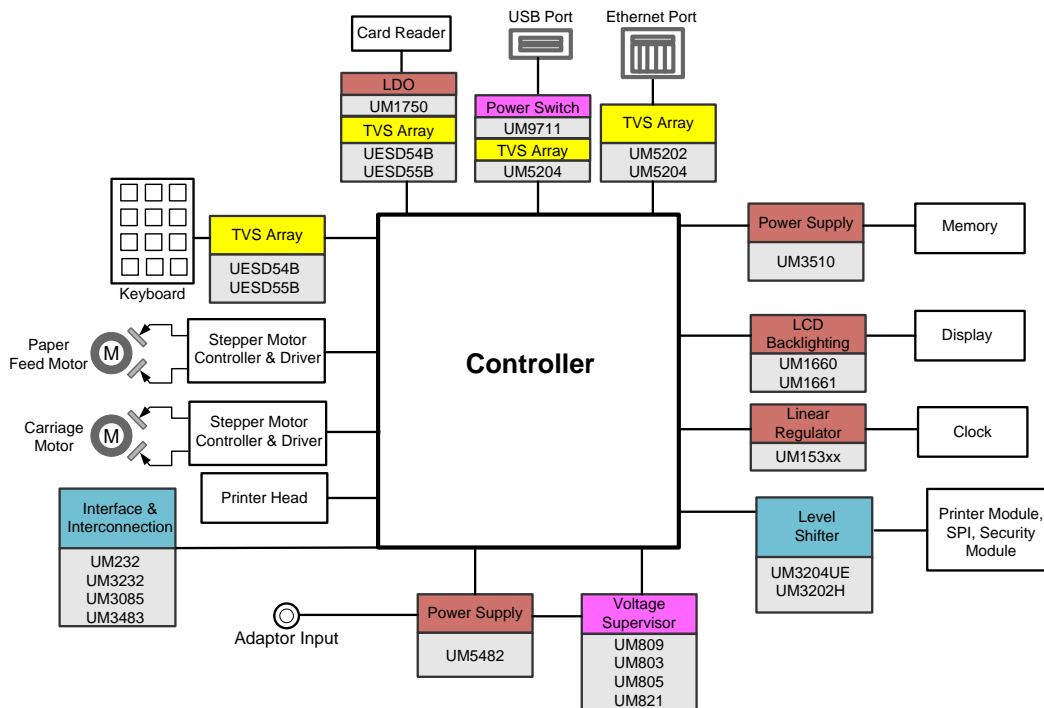 USB Port
Ethernet Port
Card Reader
LDO
UM1750
TVS Array
UESD54B
UESD55B
Power Switch
UM9711
TVS Array
UM5204
TVS Array
UM5202
UM5204
Keyboard
TVS Array
UESD54B
UESD55B
Power Supply
UM3510
Memory
Paper
Feed Motor
M
Stepper Motor
Controller & Driver
Controller
LCD
Backlighting
UM1660
UM1661
Display
Carriage
Motor
M
Stepper Motor
Controller & Driver
Linear
Regulator
UM153xx
Clock
Printer Head
Interface &
Interconnection
UM232
UM3232
UM3085
UM3483
Level
Shifter
UM3204UE
UM3202H
Printer Module,
SPI, Security
Module
Adaptor Input
Power Supply
UM5482
Voltage
Supervisor
UM809
UM803
UM805
UM821